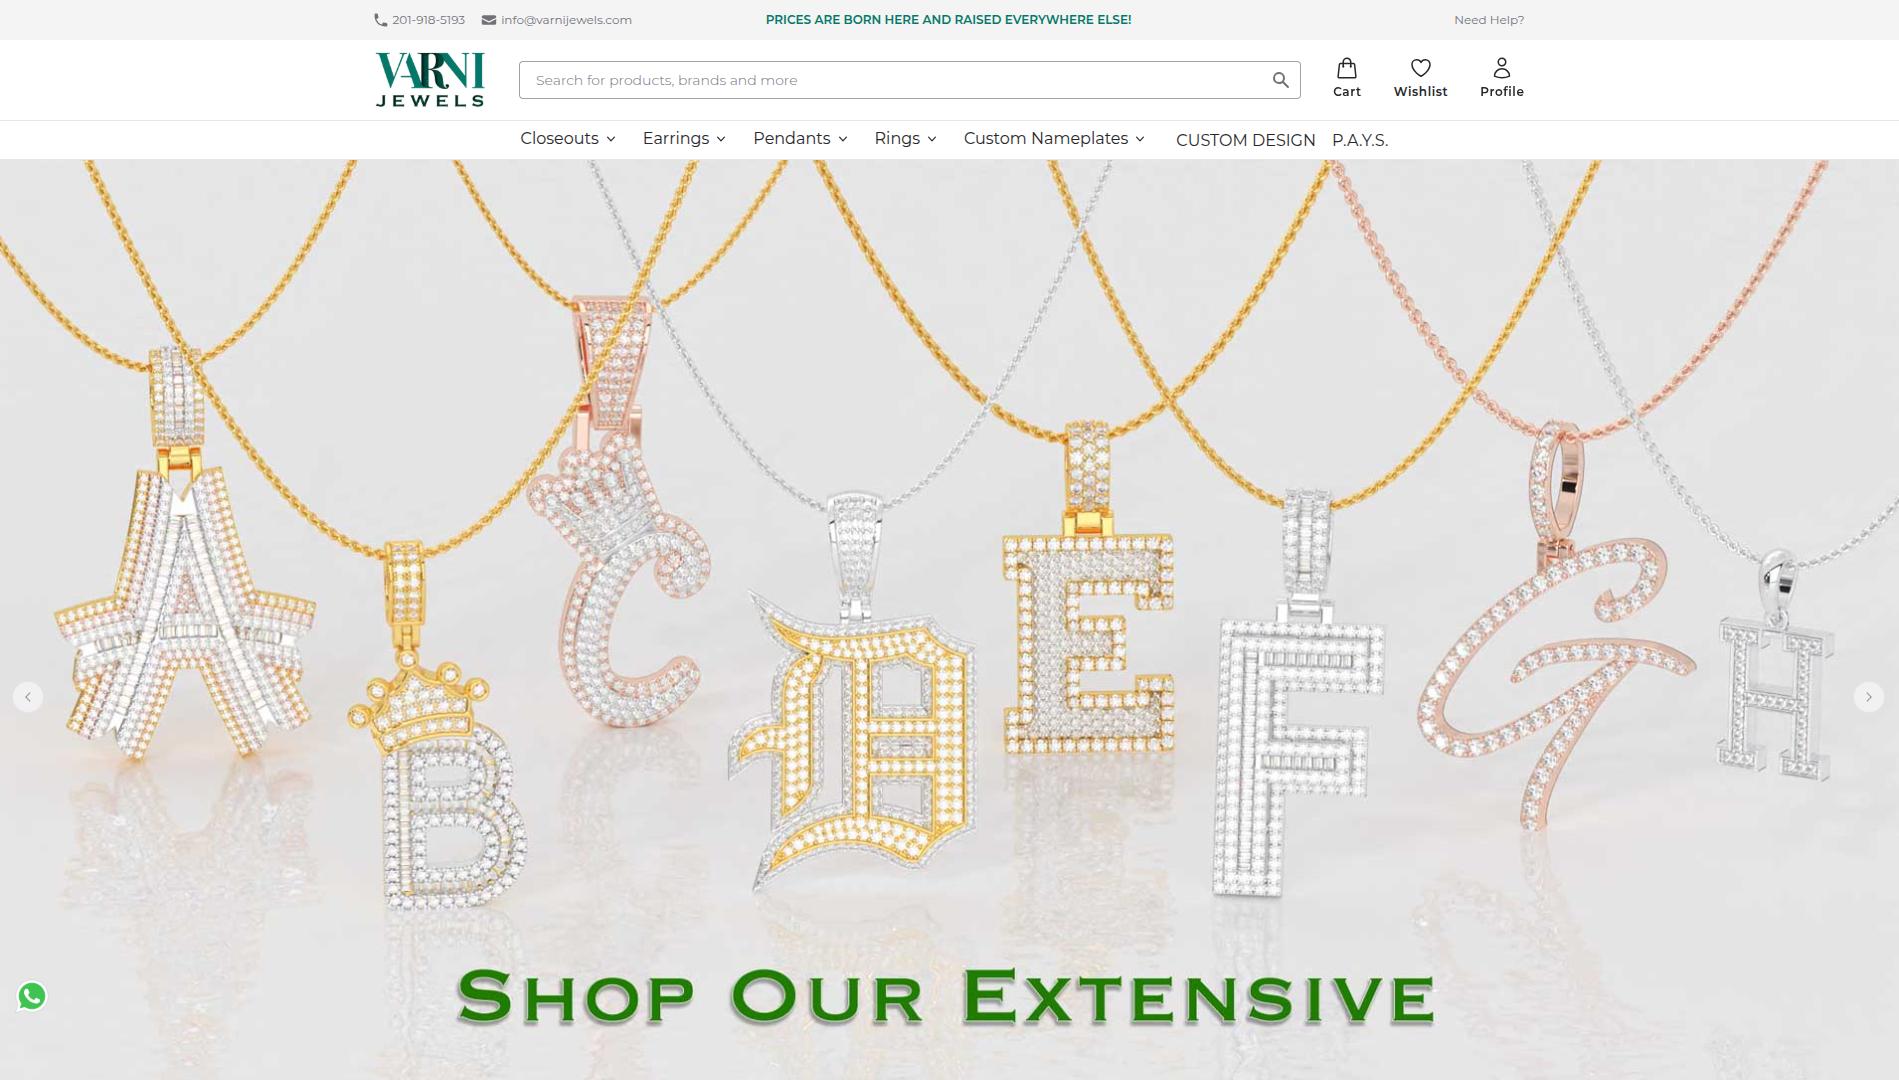 201-918-5193 info@varnijewels.com PRICES ARE BORN HERE AND RAISED EVERYWHERE ELSE! Need Help?
VARNI
JEWELS
Search for products, brands and more
Cart Wishlist Profile
Closeouts Earrings Pendants Rings Custom Nameplates CUSTOM DESIGN P.A.Y.S.
A B C D E F G H
SHOP OUR EXTENSIVE